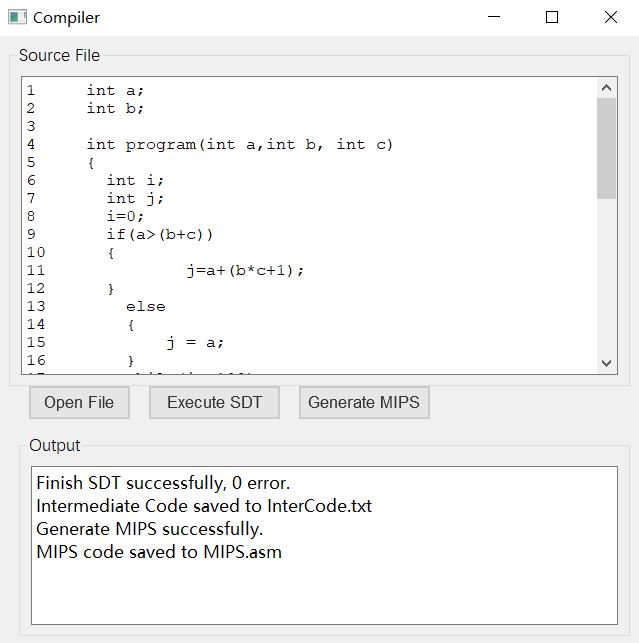 Compiler
Source File
1 int a;
2 int b;
3
4 int program(int a,int b, int c)
5 {
6 int i;
7 int j;
8 i=0;
9 if(a>(b+c))
10 {
11 j=a+(b*c+1);
12 }
13 else
14 {
15 j = a;
16 }
Open File Execute SDT Generate MIPS
Output
Finish SDT successfully, 0 error.
Intermediate Code saved to InterCode.txt
Generate MIPS successfully.
MIPS code saved to MIPS.asm